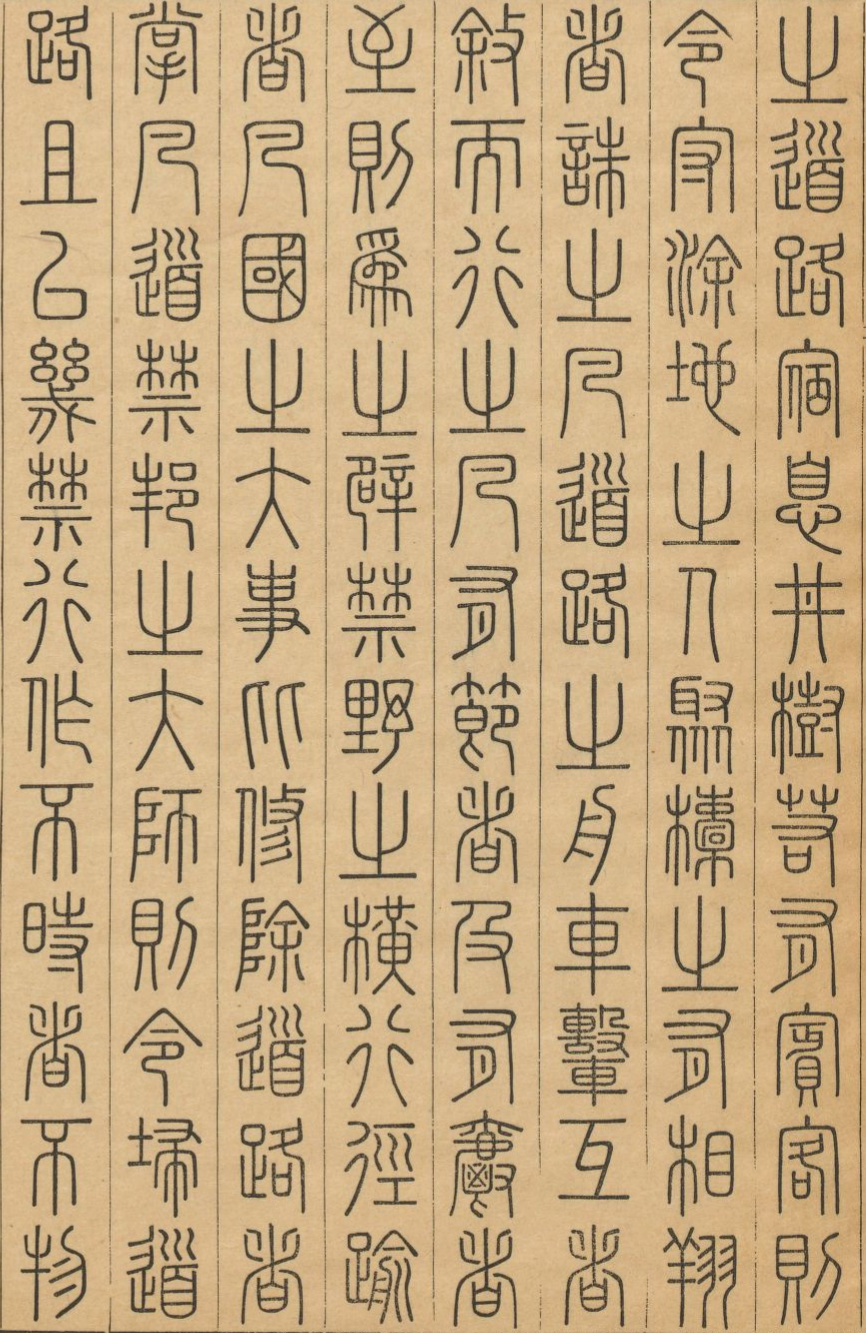 之道路宿息井樹若有賓客則
令守涂地之人聚欜之有相翔
者誅之凡道路之舟車轚互者
敘而行之凡有節者及有爵者
至則爲之辟禁野之橫行徑踰
者凡國之大事比修除道路者
掌凡道禁邦之大師則令埽道
路且以幾禁行作不時者不物